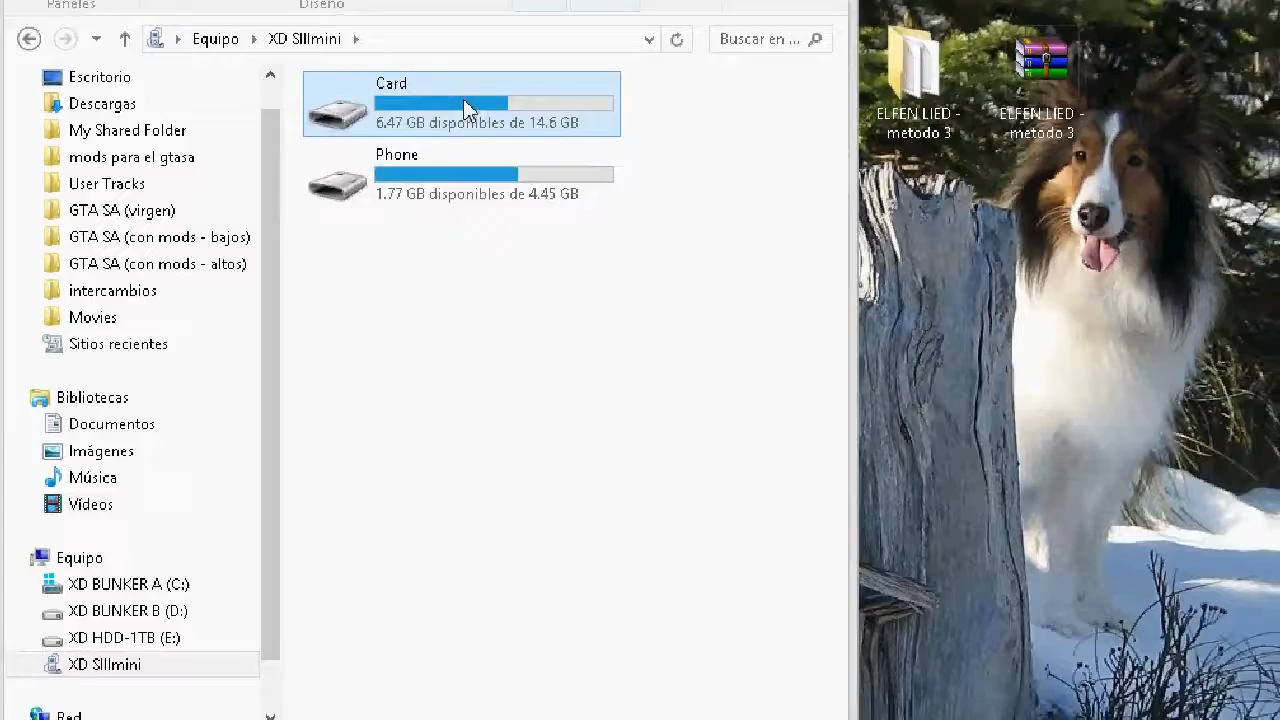 Paneles
Diseño
Equipo
XD SIIImini
Buscar en ...
Escritorio
Descargas
My Shared Folder
mods para el gtasa
User Tracks
GTA SA (virgen)
GTA SA (con mods - bajos)
GTA SA (con mods - altos)
intercambios
Movies
Sitios recientes
Bibliotecas
Documentos
Imágenes
Música
Vídeos
Equipo
XD BUNKER A (C:)
XD BUNKER B (D:)
XD HDD-1TB (E:)
XD SIIImini
Red
Card
6.47 GB disponibles de 14.6 GB
Phone
1.77 GB disponibles de 4.45 GB
ELFEN LIED -
metodo 3
ELFEN LIED -
metodo 3